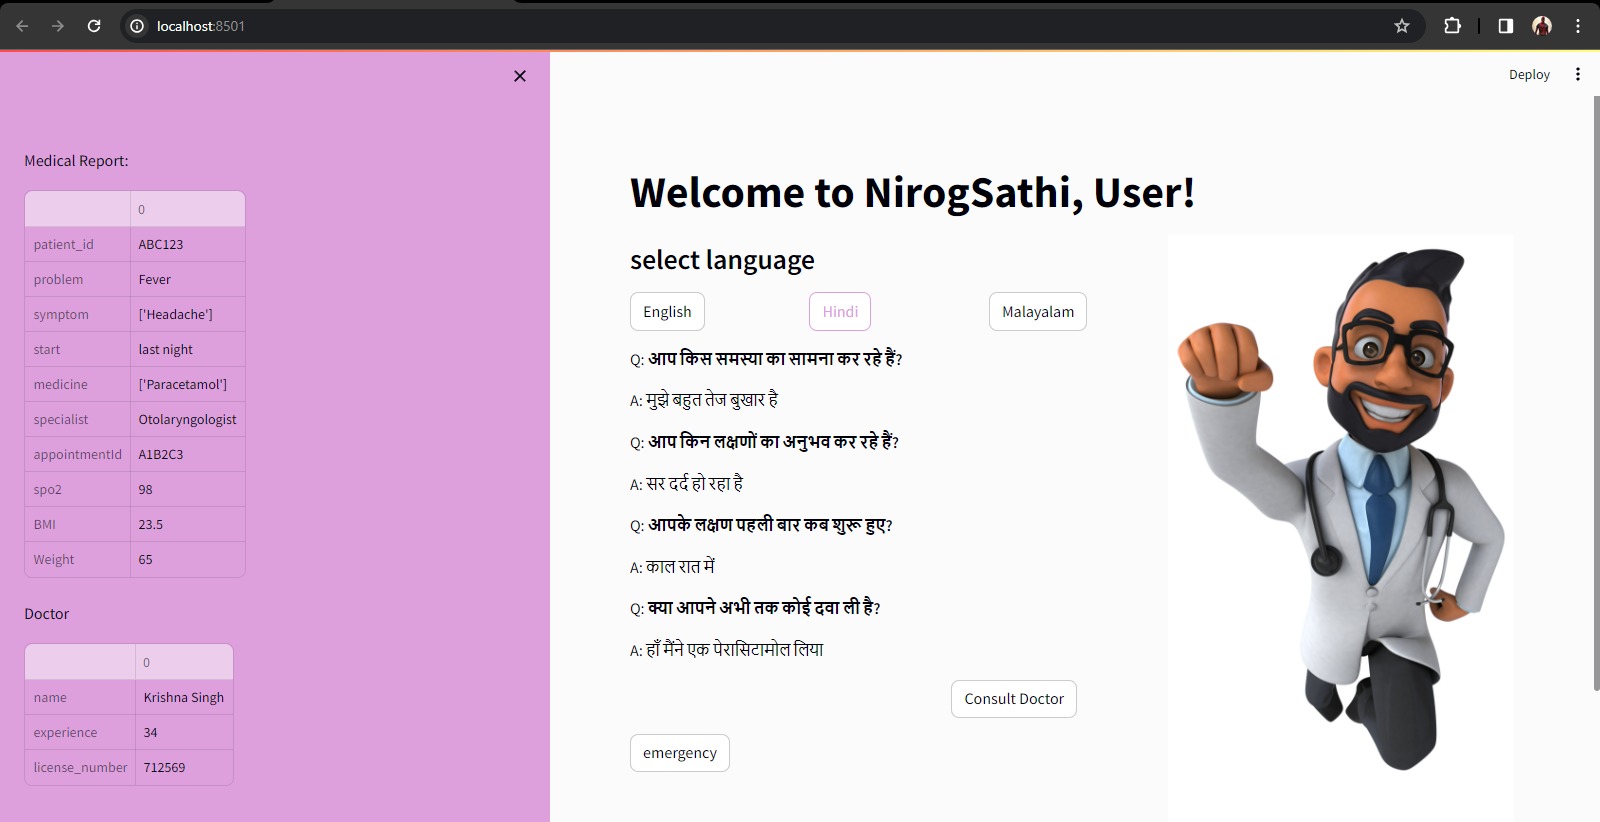 localhost:8501
Deploy
Medical Report:
0
patient_id ABC123
problem Fever
symptom ['Headache']
start last night
medicine ['Paracetamol']
specialist Otolaryngologist
appointmentId A1B2C3
spo2 98
BMI 23.5
Weight 65
Doctor
0
name Krishna Singh
experience 34
license_number 712569
Welcome to NirogSathi, User!
select language
English Hindi Malayalam
Q: आप किस समस्या का सामना कर रहे हैं?
A: मुझे बहुत तेज बुखार है
Q: आप किन लक्षणों का अनुभव कर रहे हैं?
A: सर दर्द हो रहा है
Q: आपके लक्षण पहली बार कब शुरू हुए?
A: काल रात में
Q: क्या आपने अभी तक कोई दवा ली है?
A: हाँ मैंने एक पेरासिटामोल लिया
Consult Doctor
emergency